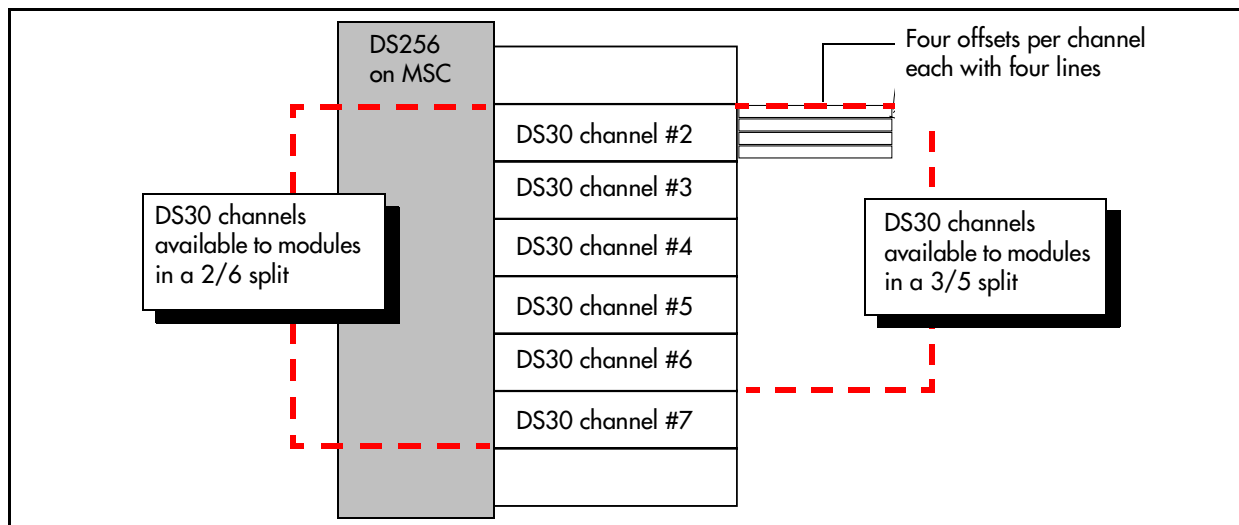 DS256
on MSC
Four offsets per channel
each with four lines
DS30 channel #2
DS30 channel #3
DS30 channels
available to modules
in a 2/6 split
DS30 channel #4
DS30 channels
available to modules
in a 3/5 split
DS30 channel #5
DS30 channel #6
DS30 channel #7